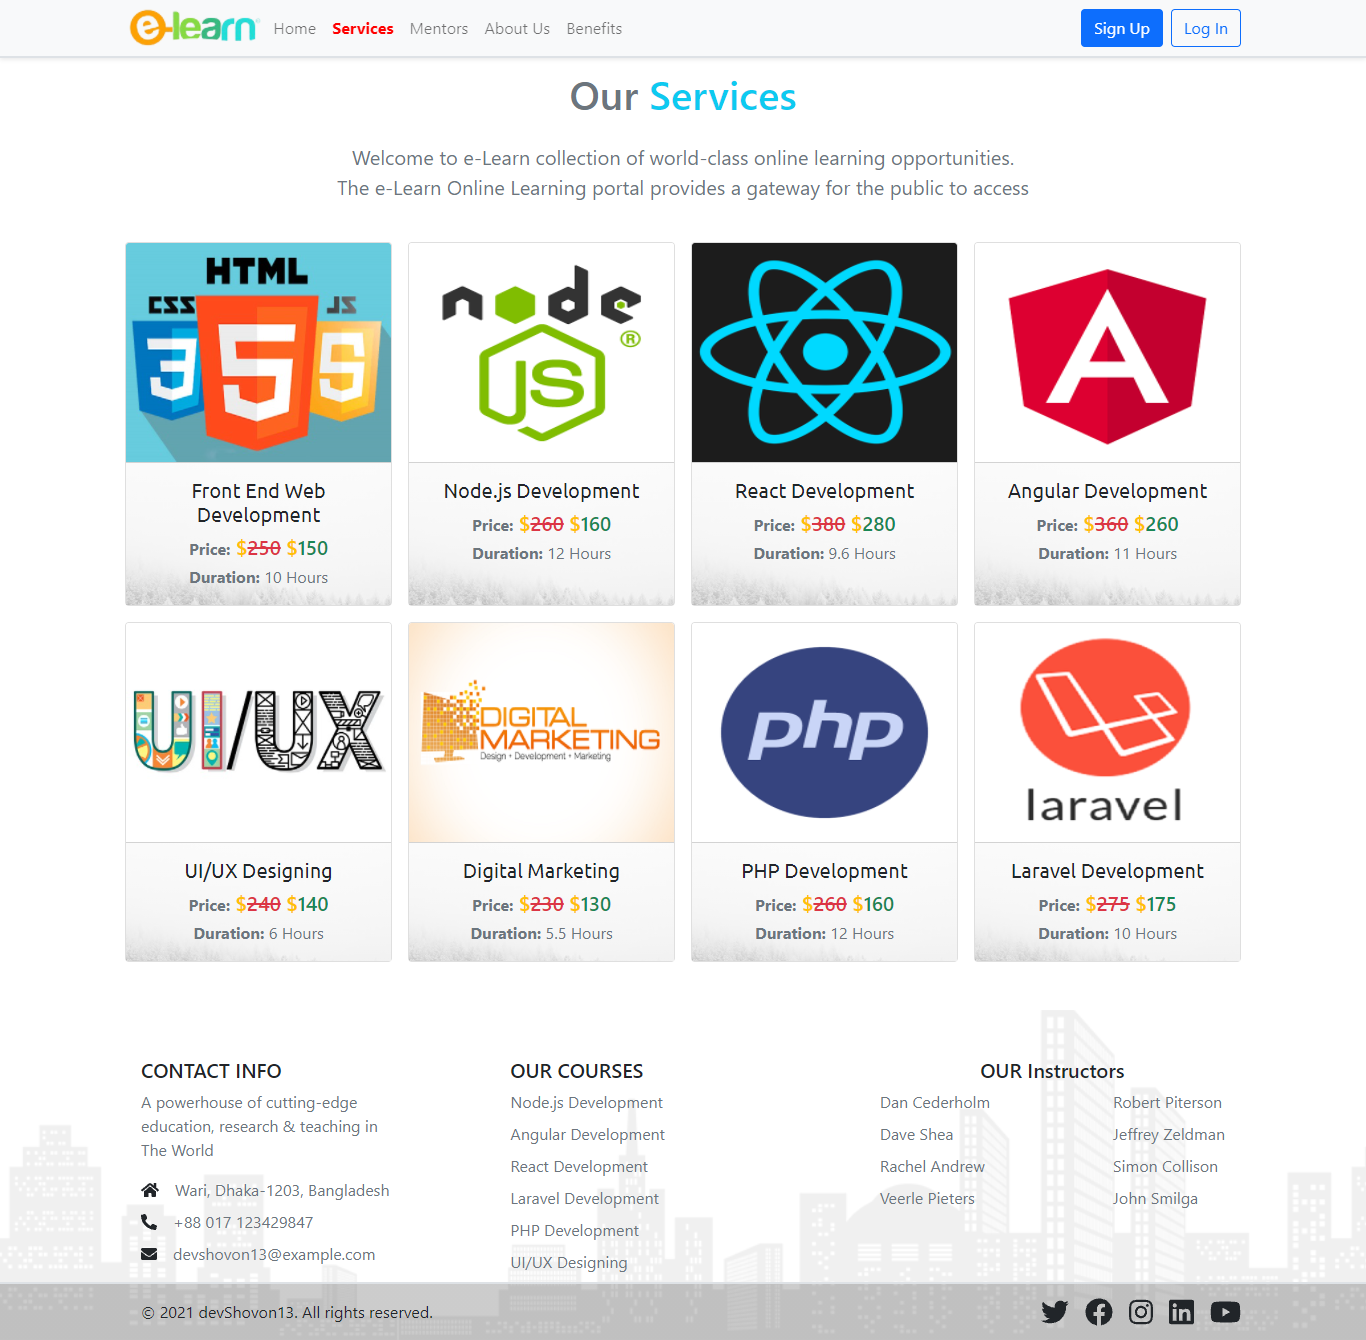 e-learn
Home Services Mentors About Us Benefits
Sign Up Log In
Our Services
Welcome to e-Learn collection of world-class online learning opportunities.
The e-Learn Online Learning portal provides a gateway for the public to access
HTML
CSS JS
3 5 S
Front End Web
Development
Price: $250 $150
Duration: 10 Hours
node
®
JS
Node.js Development
Price: $260 $160
Duration: 12 Hours
React Development
Price: $380 $280
Duration: 9.6 Hours
A
Angular Development
Price: $360 $260
Duration: 11 Hours
UI/UX
UI/UX Designing
Price: $240 $140
Duration: 6 Hours
DIGITAL
MARKETING
Design • Development • Marketing
Digital Marketing
Price: $230 $130
Duration: 5.5 Hours
php
PHP Development
Price: $260 $160
Duration: 12 Hours
laravel
Laravel Development
Price: $275 $175
Duration: 10 Hours
CONTACT INFO
A powerhouse of cutting-edge
education, research & teaching in
The World
Wari, Dhaka-1203, Bangladesh
+88 017 123429847
devshovon13@example.com
OUR COURSES
Node.js Development
Angular Development
React Development
Laravel Development
PHP Development
UI/UX Designing
OUR Instructors
Dan Cederholm
Dave Shea
Rachel Andrew
Veerle Pieters
Robert Piterson
Jeffrey Zeldman
Simon Collison
John Smilga
© 2021 devShovon13. All rights reserved.